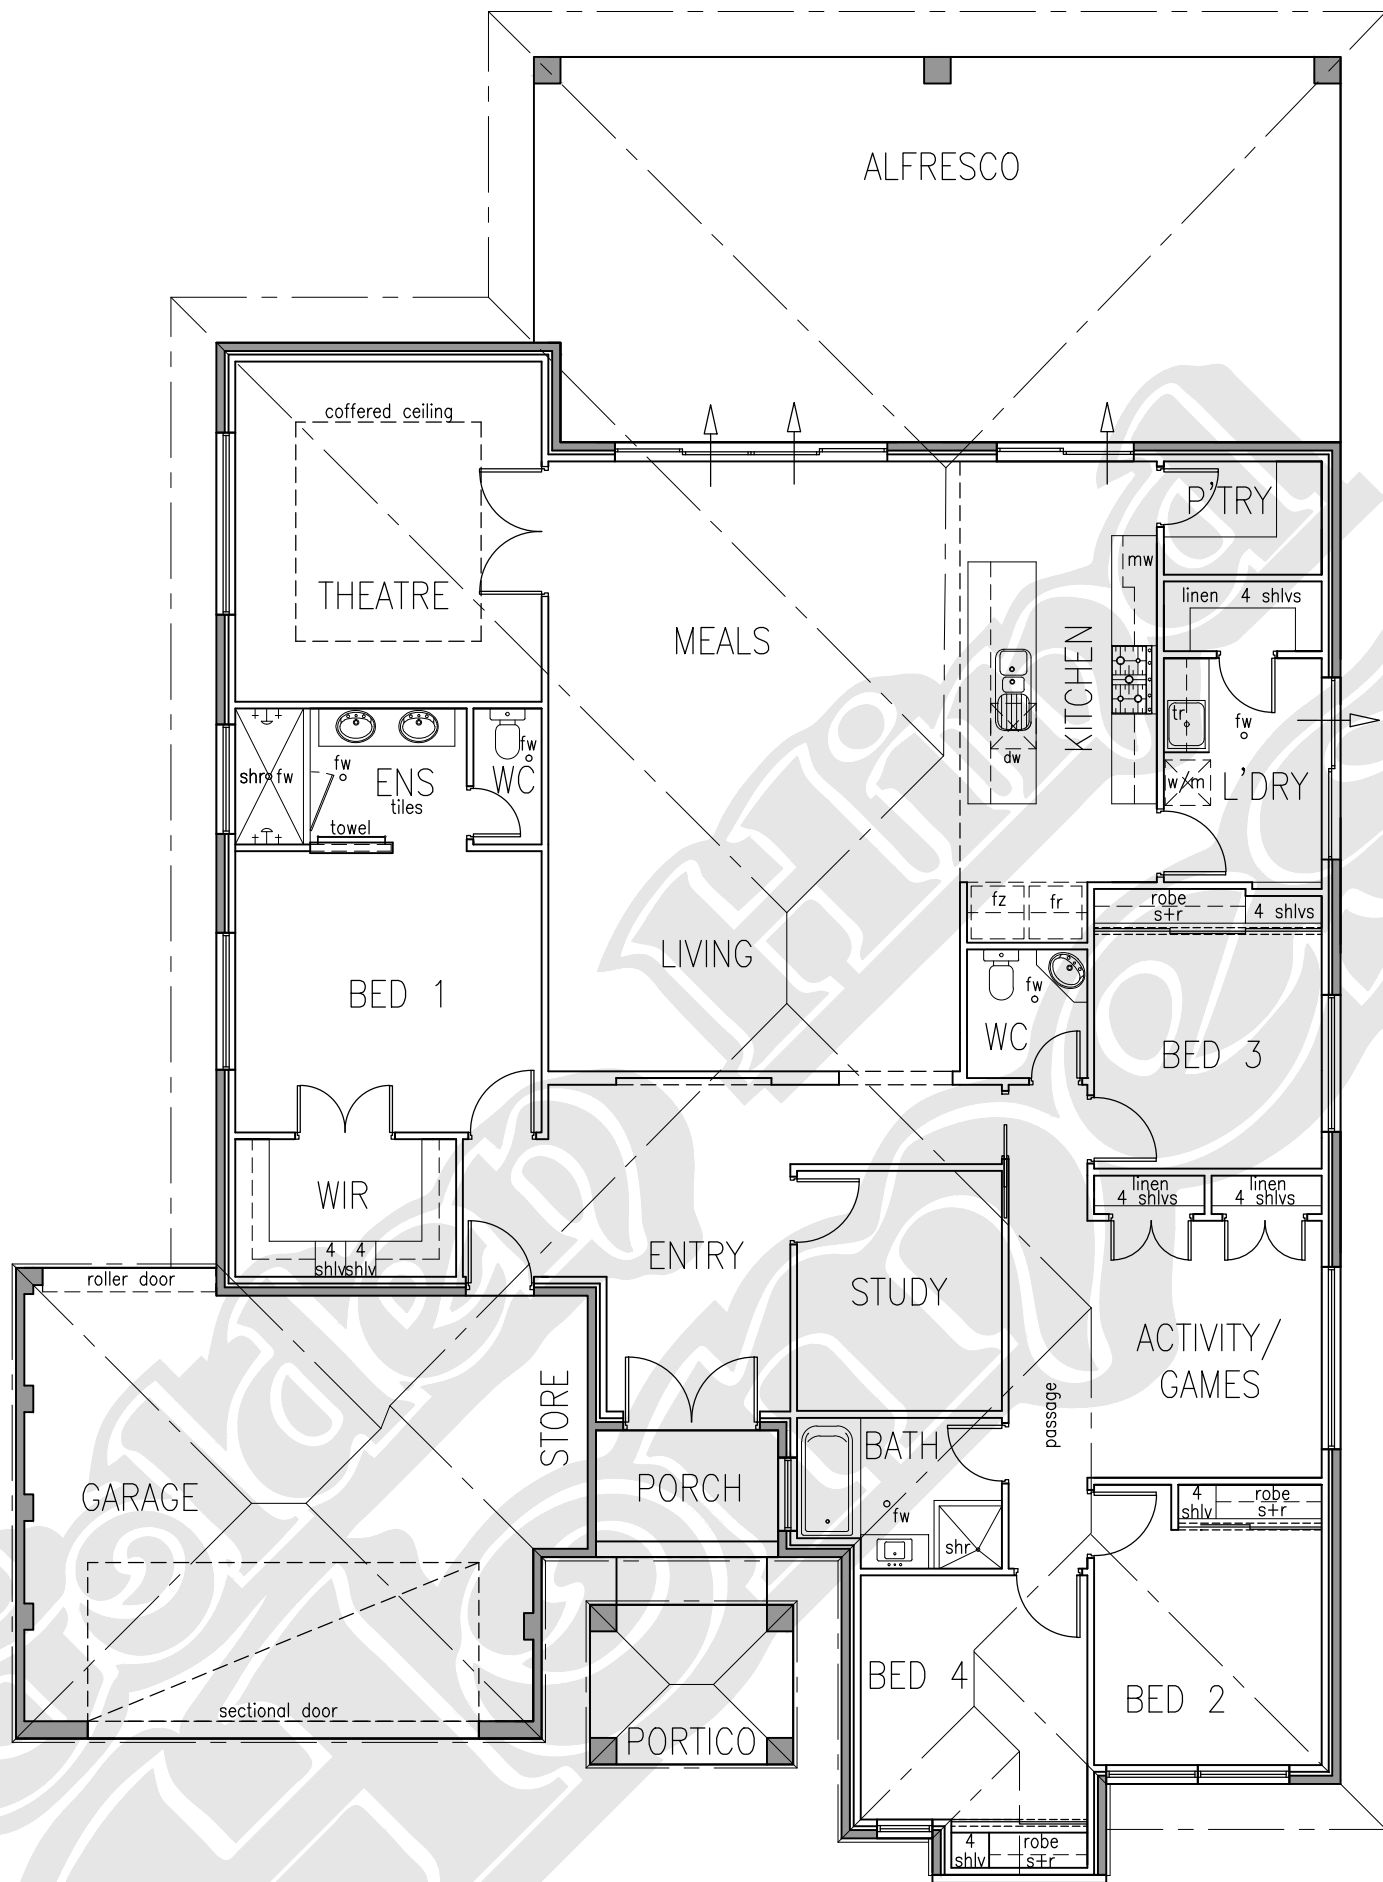 ALFRESCO
coffered ceiling
THEATRE
MEALS
KITCHEN
mw
dw
P'TRY
linen 4 shlvs
tr
fw
w/m
L'DRY
shr
fw
fw
ENS
tiles
towel
fw
WC
BED 1
LIVING
fz
fr
robe
s+r
4 shlvs
fw
WC
BED 3
WIR
4
shlv
4
shlv
ENTRY
STUDY
linen
4 shlvs
linen
4 shlvs
ACTIVITY/
GAMES
passage
roller door
STORE
GARAGE
sectional door
PORCH
PORTICO
BATH
fw
shr
4
shlv
robe
s+r
BED 4
BED 2
4
shlv
robe
s+r